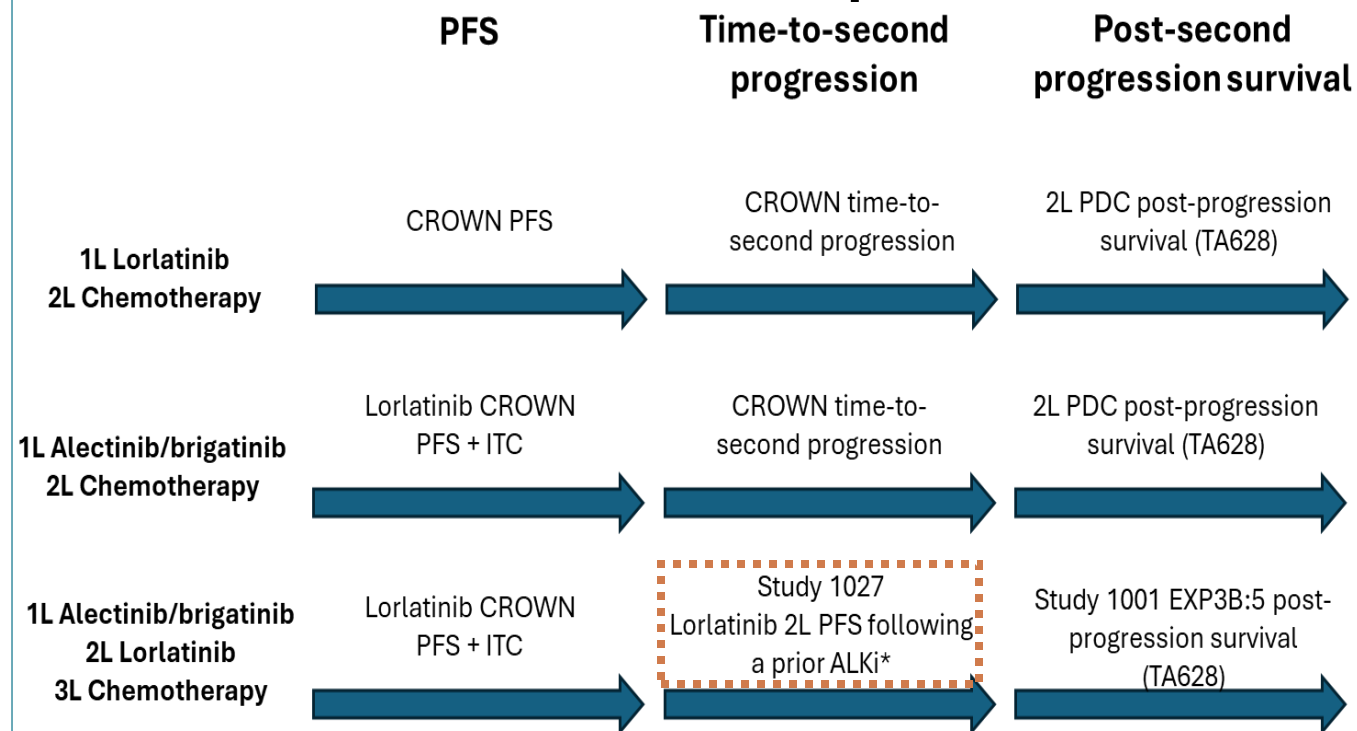 PFS
Time-to-second
progression
Post-second
progression survival
1L Lorlatinib
2L Chemotherapy
CROWN PFS
CROWN time-to-
second progression
2L PDC post-progression
survival (TA628)
1L Alectinib/brigatinib
2L Chemotherapy
Lorlatinib CROWN
PFS + ITC
CROWN time-to-
second progression
2L PDC post-progression
survival (TA628)
1L Alectinib/brigatinib
2L Lorlatinib
3L Chemotherapy
Lorlatinib CROWN
PFS + ITC
Study 1027
Lorlatinib 2L PFS following
a prior ALKi*
Study 1001 EXP3B:5 post-
progression survival
(TA628)